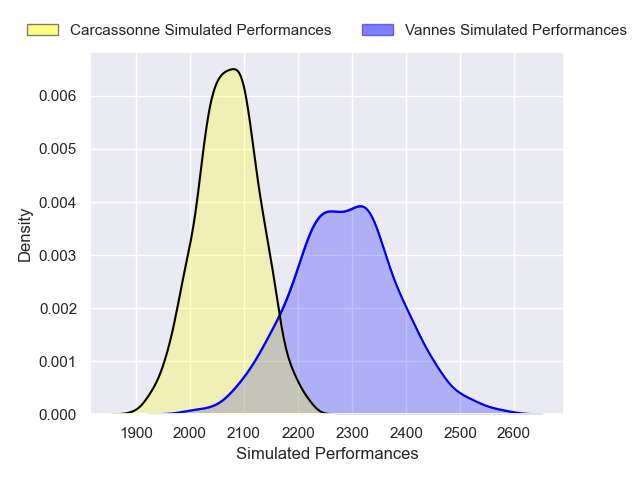 Carcassonne Simulated Performances
Vannes Simulated Performances
0.006
0.005
0.004
0.003
0.002
0.001
0.000
Density
1900 2000 2100 2200 2300 2400 2500 2600
Simulated Performances